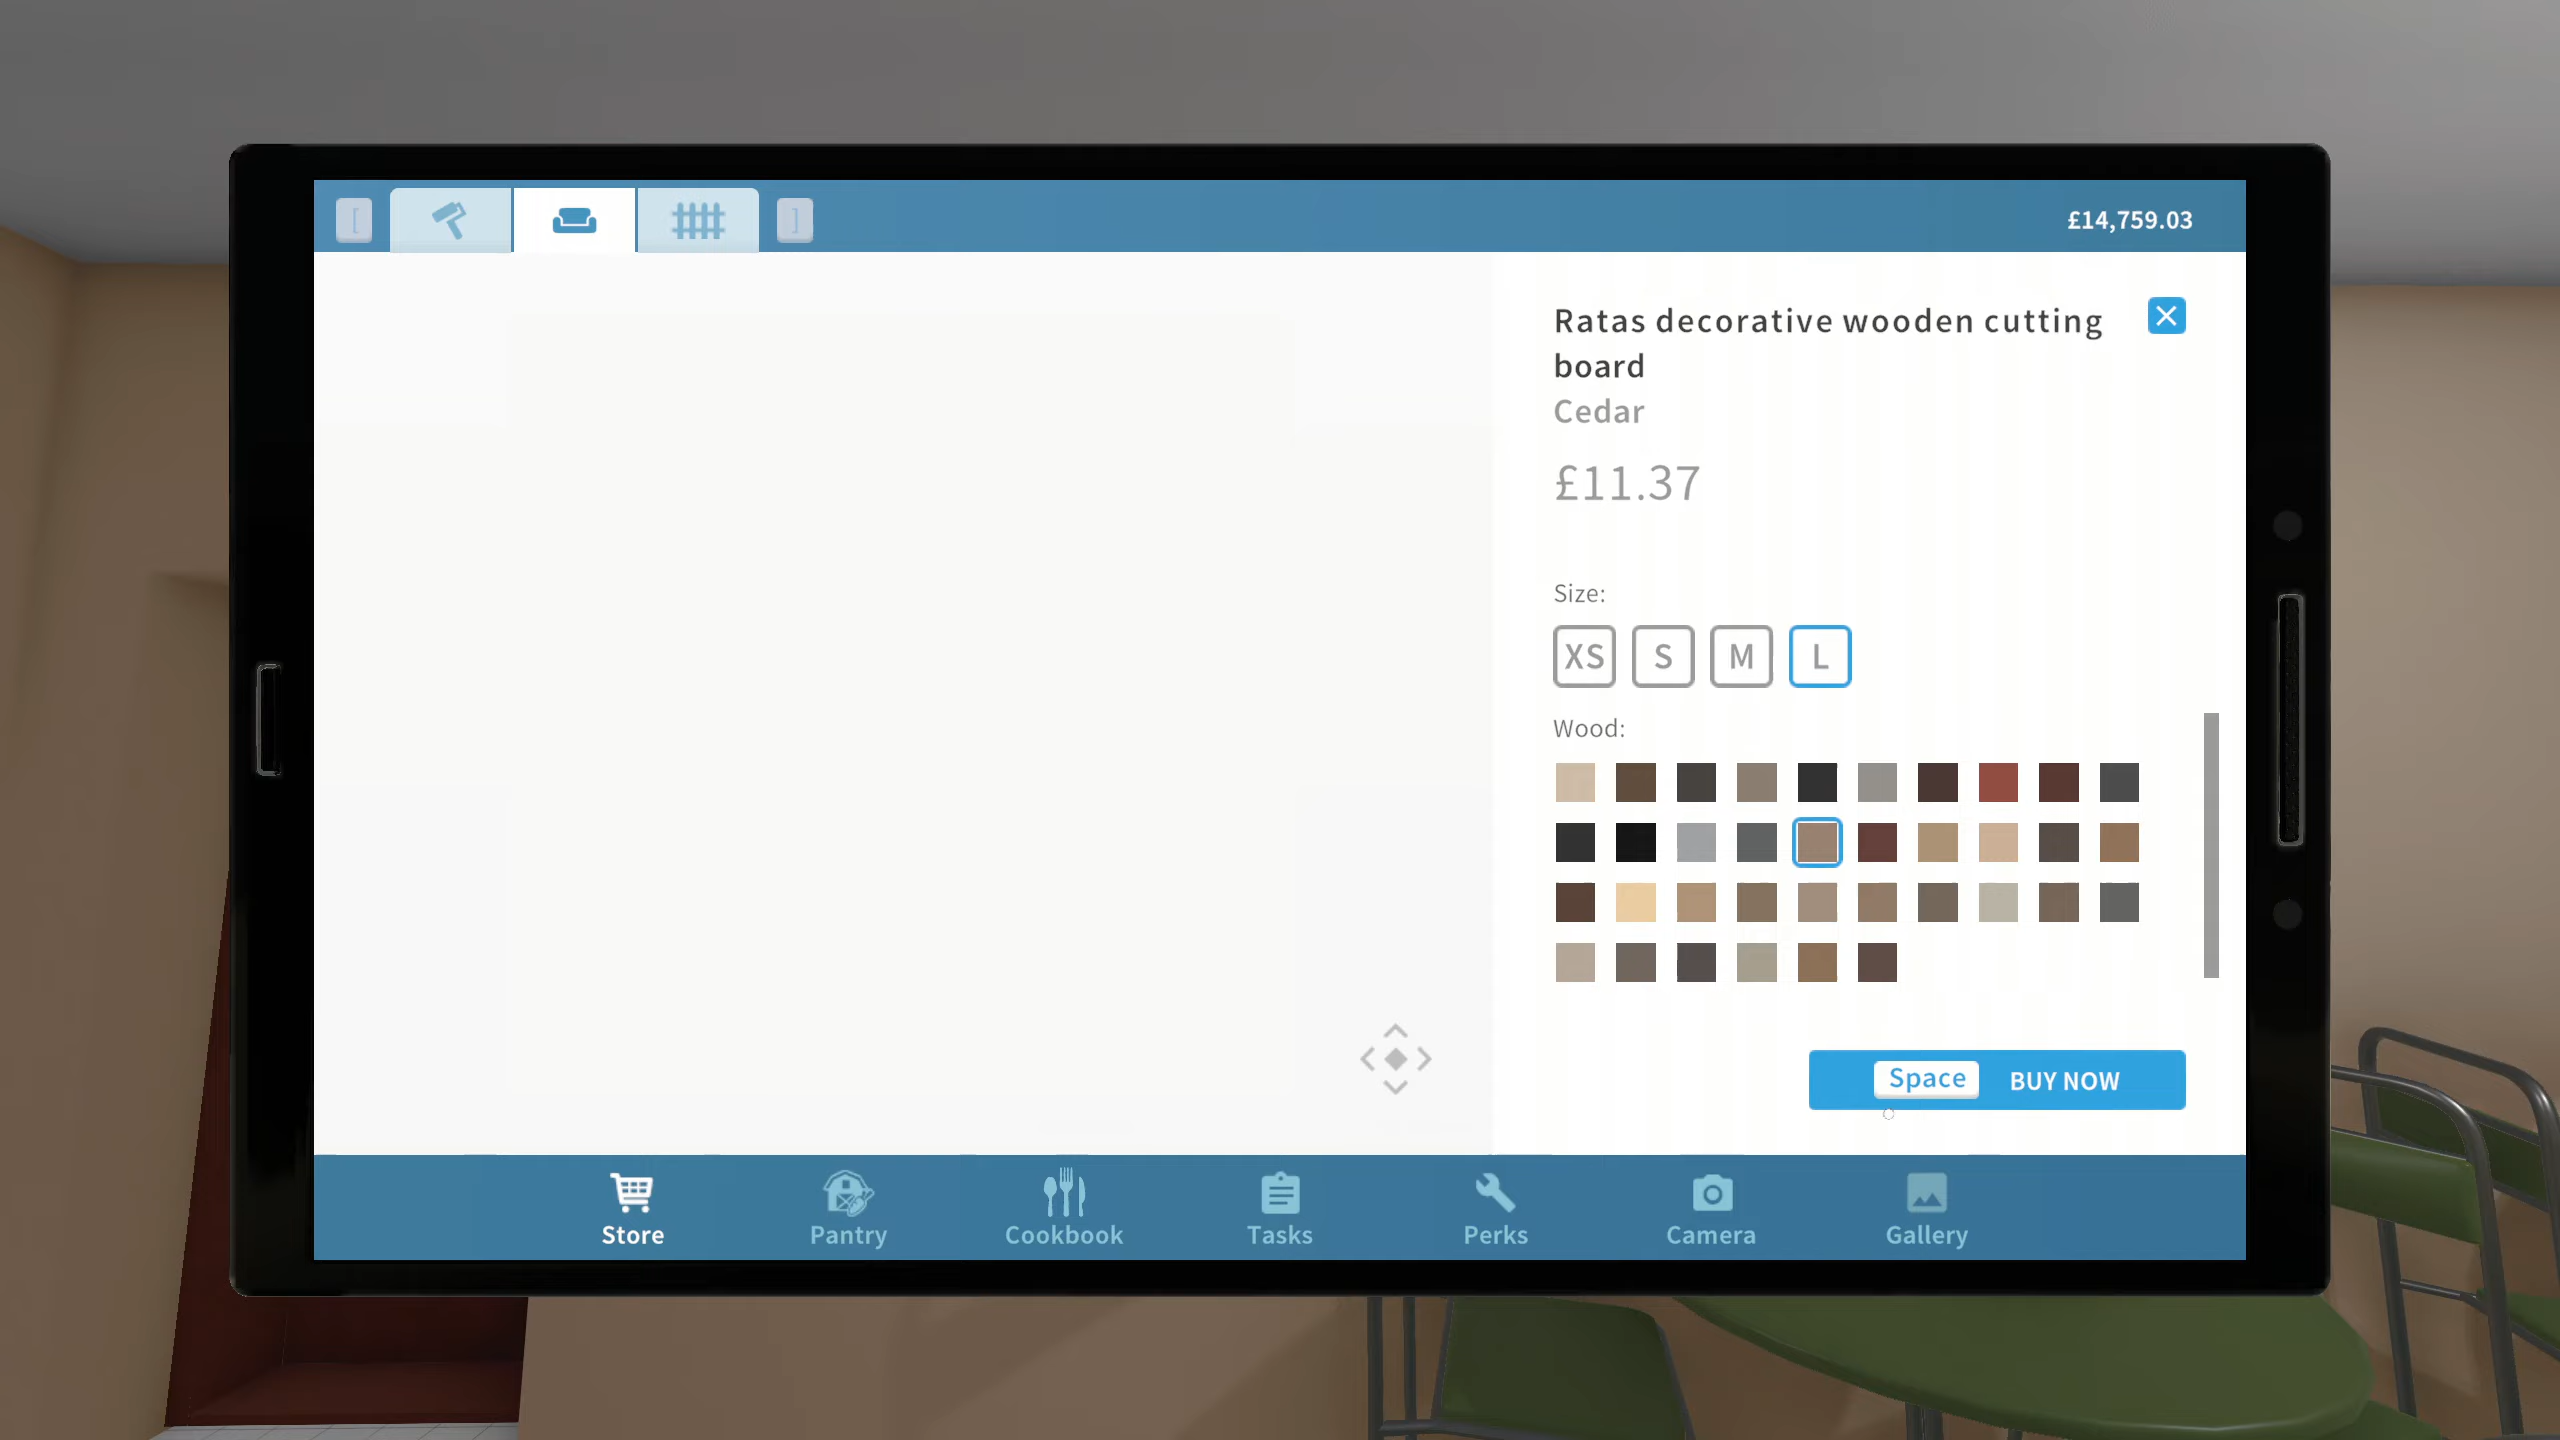 [
]
£14,759.03
Ratas decorative wooden cutting
board
Cedar
£11.37
Size:
XS S M L
Wood:
Space BUY NOW
Store Pantry Cookbook Tasks Perks Camera Gallery